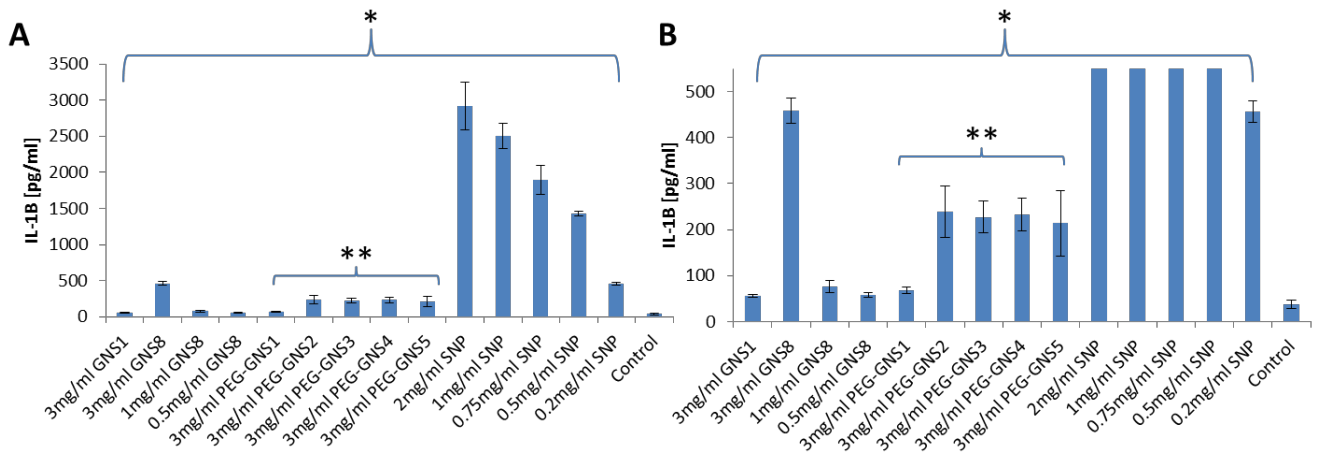 A
*
3500
3000
2500
2000
1500
1000
500
0
IL-1B [pg/ml]
**
3mg/ml GNS1
3mg/ml GNS8
1mg/ml GNS8
0.5mg/ml GNS8
3mg/ml PEG-GNS1
3mg/ml PEG-GNS2
3mg/ml PEG-GNS3
3mg/ml PEG-GNS4
3mg/ml PEG-GNS5
2mg/ml SNP
1mg/ml SNP
0.75mg/ml SNP
0.5mg/ml SNP
0.2mg/ml SNP
Control
B
*
500
400
300
200
100
0
IL-1B [pg/ml]
**
3mg/ml GNS1
3mg/ml GNS8
1mg/ml GNS8
0.5mg/ml GNS8
3mg/ml PEG-GNS1
3mg/ml PEG-GNS2
3mg/ml PEG-GNS3
3mg/ml PEG-GNS4
3mg/ml PEG-GNS5
2mg/ml SNP
1mg/ml SNP
0.75mg/ml SNP
0.5mg/ml SNP
0.2mg/ml SNP
Control